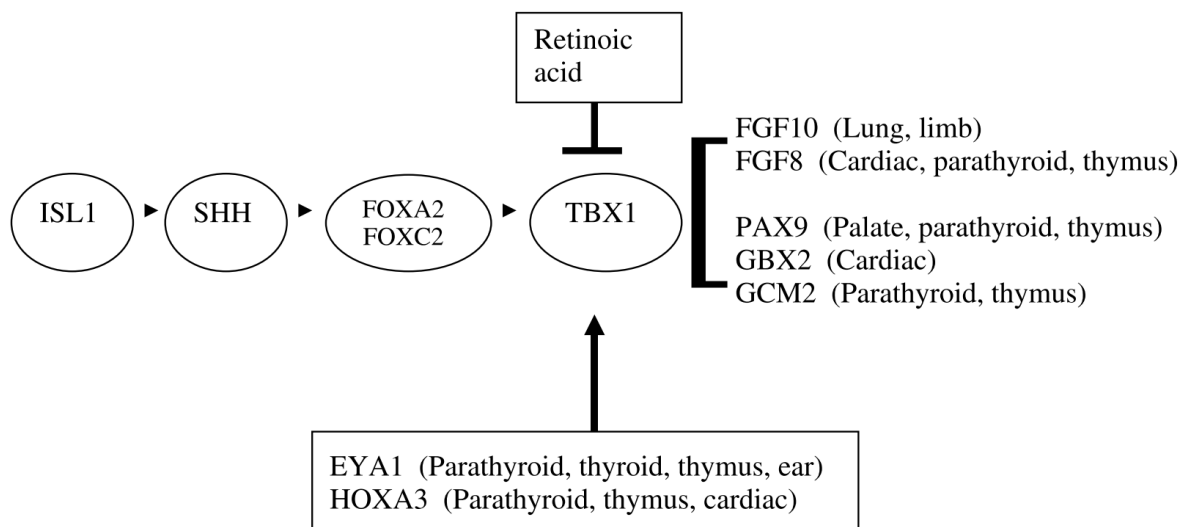 Retinoic
acid
FGF10 (Lung, limb)
FGF8 (Cardiac, parathyroid, thymus)
ISL1
SHH
FOXA2
FOXC2
TBX1
PAX9 (Palate, parathyroid, thymus)
GBX2 (Cardiac)
GCM2 (Parathyroid, thymus)
EYA1 (Parathyroid, thyroid, thymus, ear)
HOXA3 (Parathyroid, thymus, cardiac)